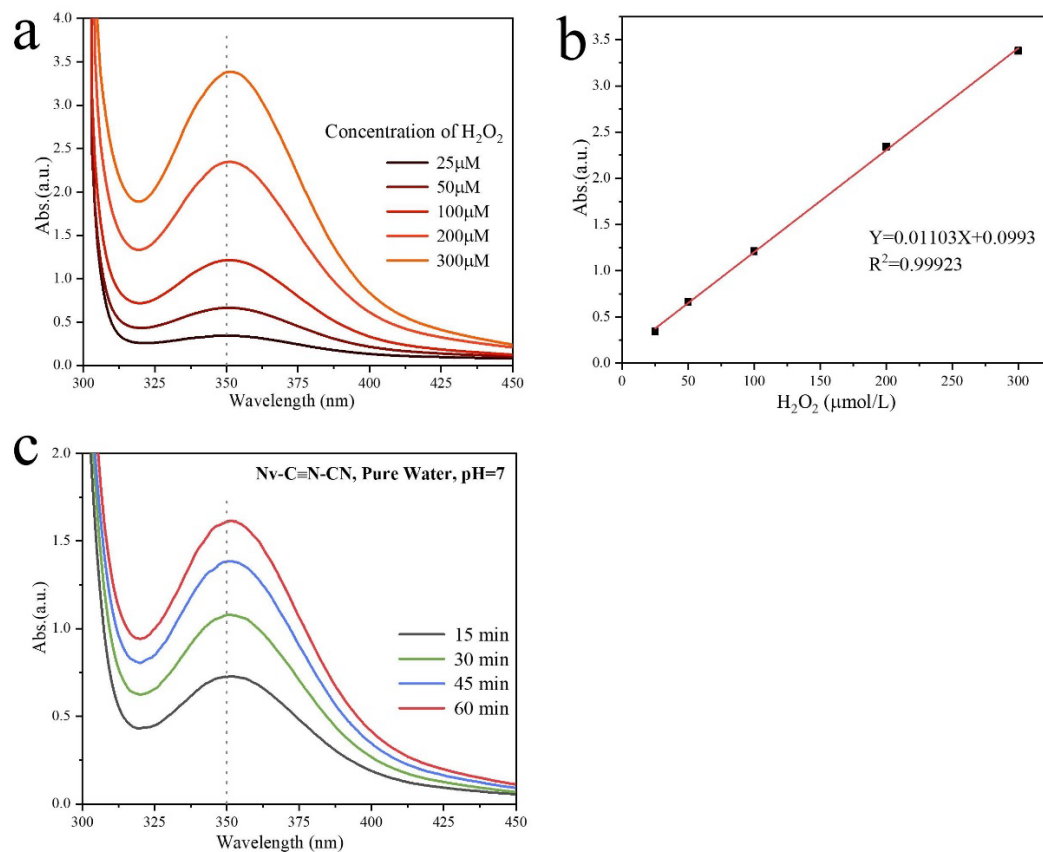 a
4.0
3.5
3.0
2.5
2.0
1.5
1.0
0.5
0.0
Abs.(a.u.)
Concentration of H₂O₂
25μM
50μM
100μM
200μM
300μM
300 325 350 375 400 425 450
Wavelength (nm)
b
3.5
3.0
2.5
2.0
1.5
1.0
0.5
0.0
Abs.(a.u.)
Y=0.01103X+0.0993
R²=0.99923
0 50 100 150 200 250 300
H₂O₂ (μmol/L)
c
2.0
1.5
1.0
0.5
0.0
Abs.(a.u.)
Nv-C≡N-CN, Pure Water, pH=7
15 min
30 min
45 min
60 min
300 325 350 375 400 425 450
Wavelength (nm)